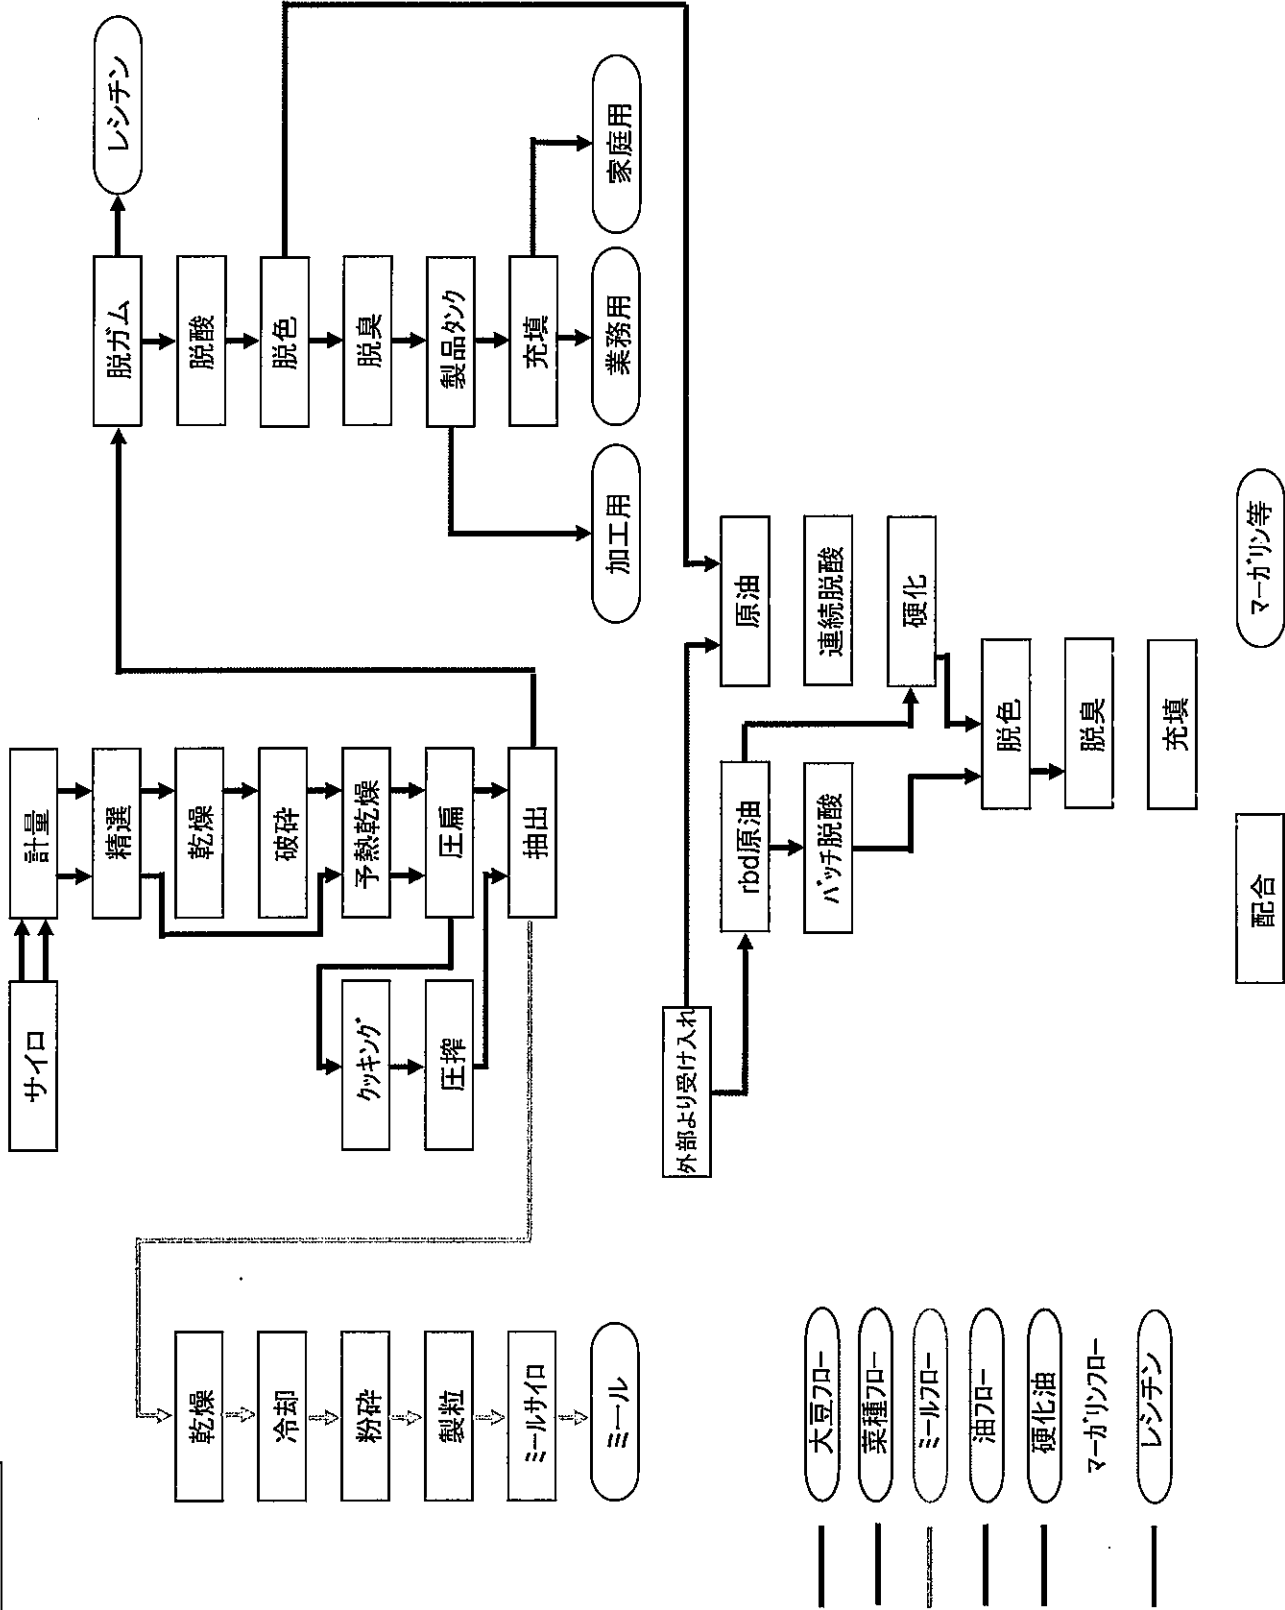 サイロ
計量
精選
乾燥
破砕
予熱乾燥
圧扁
抽出
クッキング
圧搾
脱ガム
レシチン
脱酸
脱色
脱臭
製品タンク
充填
加工用
業務用
家庭用
乾燥
冷却
粉砕
製粒
ミールサイロ
ミール
外部より受け入れ
rbd原油
バッチ脱酸
原油
連続脱酸
硬化
脱色
脱臭
充填
配合
マーガリン等
大豆フロー
菜種フロー
ミールフロー
油フロー
硬化油
マーガリンフロー
レシチン